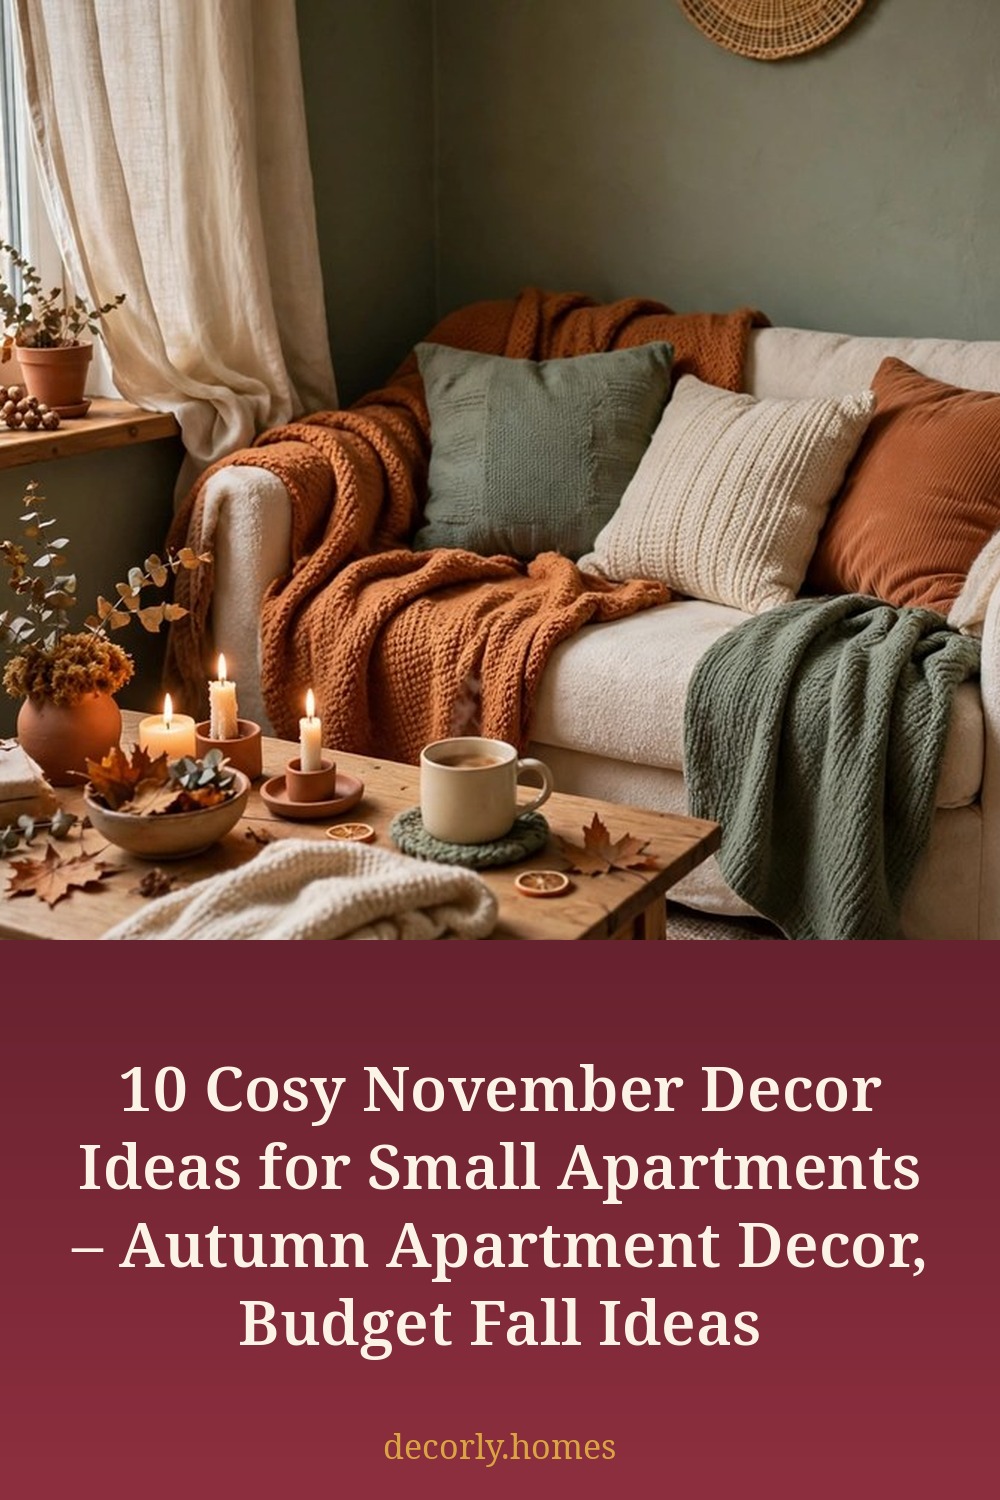 10 Cosy November Decor
Ideas for Small Apartments
– Autumn Apartment Decor,
Budget Fall Ideas
decorly.homes